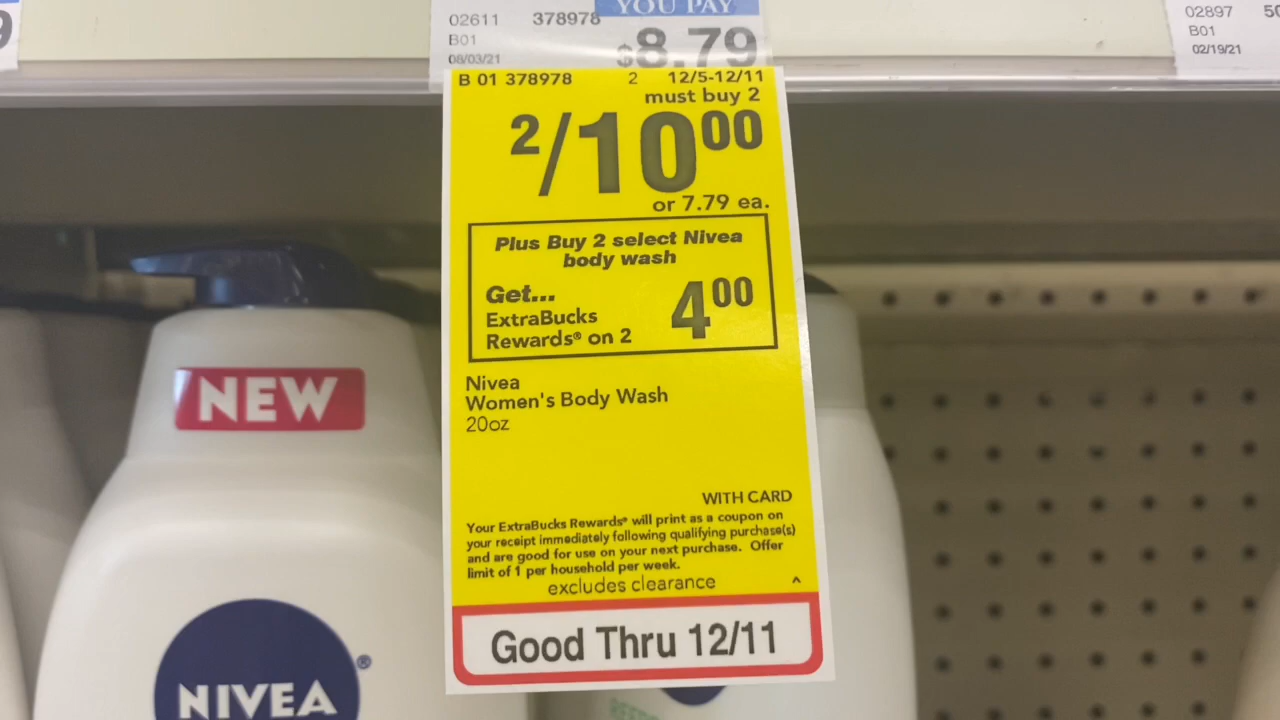 9
YOU PAY
02611 378978
B01
$8.79
08/03/21
02897
B01
02/19/21
B 01 378978 2 12/5-12/11
must buy 2
2/10 00
or 7.79 ea.
Plus Buy 2 select Nivea
body wash
Get...
ExtraBucks
Rewards® on 2
4 00
Nivea
Women's Body Wash
20oz
WITH CARD
Your ExtraBucks Rewards® will print as a coupon on
your receipt immediately following qualifying purchase(s)
and are good for use on your next purchase. Offer
limit of 1 per household per week.
excludes clearance ^
Good Thru 12/11
NEW
NIVEA®